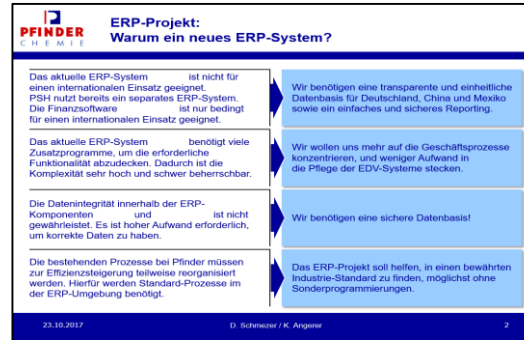 PFINDER
CHEMIE
ERP-Projekt:
Warum ein neues ERP-System?
Das aktuelle ERP-System ist nicht für
einen internationalen Einsatz geeignet.
PSH nutzt bereits ein separates ERP-System.
Die Finanzsoftware ist nur bedingt
für einen internationalen Einsatz geeignet.
Wir benötigen eine transparente und einheitliche
Datenbasis für Deutschland, China und Mexiko
sowie ein einfaches und sicheres Reporting.
Das aktuelle ERP-System benötigt viele
Zusatzprogramme, um die erforderliche
Funktionalität abzudecken. Dadurch ist die
Komplexität sehr hoch und schwer beherrschbar.
Wir wollen uns mehr auf die Geschäftsprozesse
konzentrieren, und weniger Aufwand in
die Pflege der EDV-Systeme stecken.
Die Datenintegrität innerhalb der ERP-
Komponenten und ist nicht
gewährleistet. Es ist hoher Aufwand erforderlich,
um korrekte Daten zu haben.
Wir benötigen eine sichere Datenbasis!
Die bestehenden Prozesse bei Pfinder müssen
zur Effizienzsteigerung teilweise reorganisiert
werden. Hierfür werden Standard-Prozesse im
der ERP-Umgebung benötigt.
Das ERP-Projekt soll helfen, in einen bewährten
Industrie-Standard zu finden, möglichst ohne
Sonderprogrammierungen.
23.10.2017
D. Schmezer / K. Angerer
2